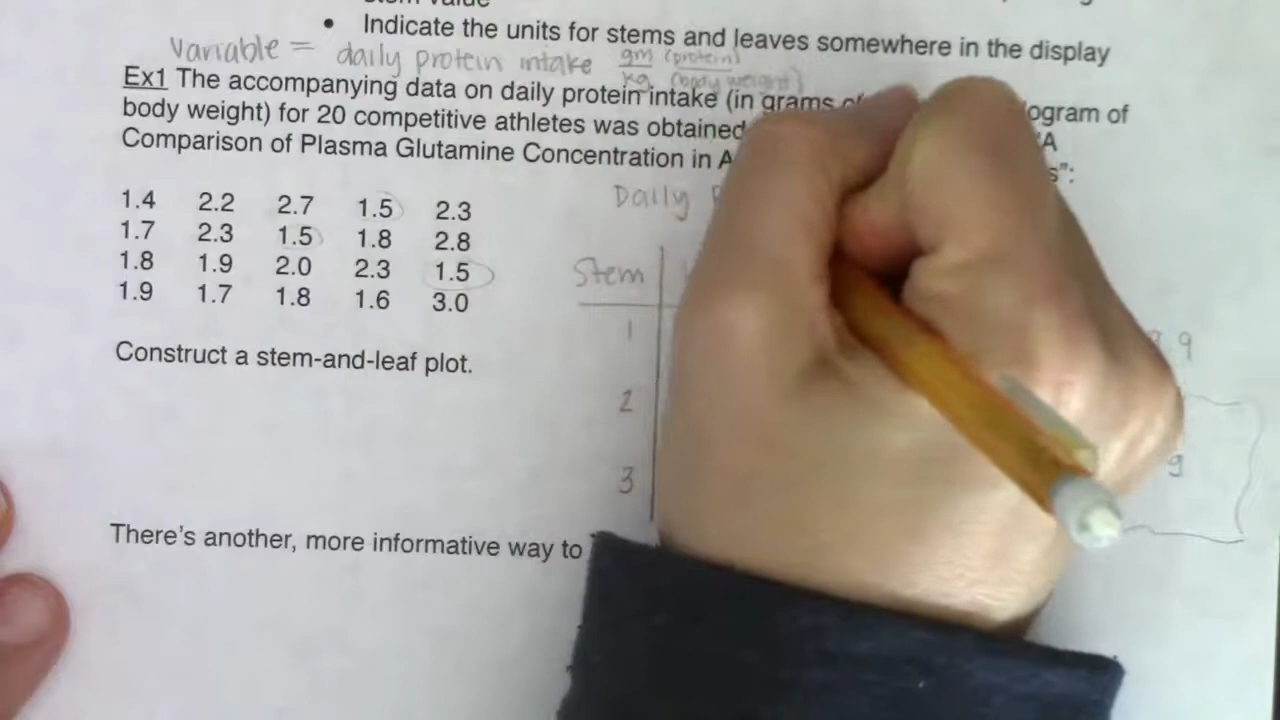 stem value
• Indicate the units for stems and leaves somewhere in the display
variable = daily protein intake gm (protein)
kg (body weight)
Ex1 The accompanying data on daily protein intake (in grams ogram of
body weight) for 20 competitive athletes was obtained "A
Comparison of Plasma Glutamine Concentration in A s":
Daily
1.4 2.2 2.7 1.5 2.3
1.7 2.3 1.5 1.8 2.8
1.8 1.9 2.0 2.3 1.5
1.9 1.7 1.8 1.6 3.0
Stem
1 9
2
3
Construct a stem-and-leaf plot.
There's another, more informative way to